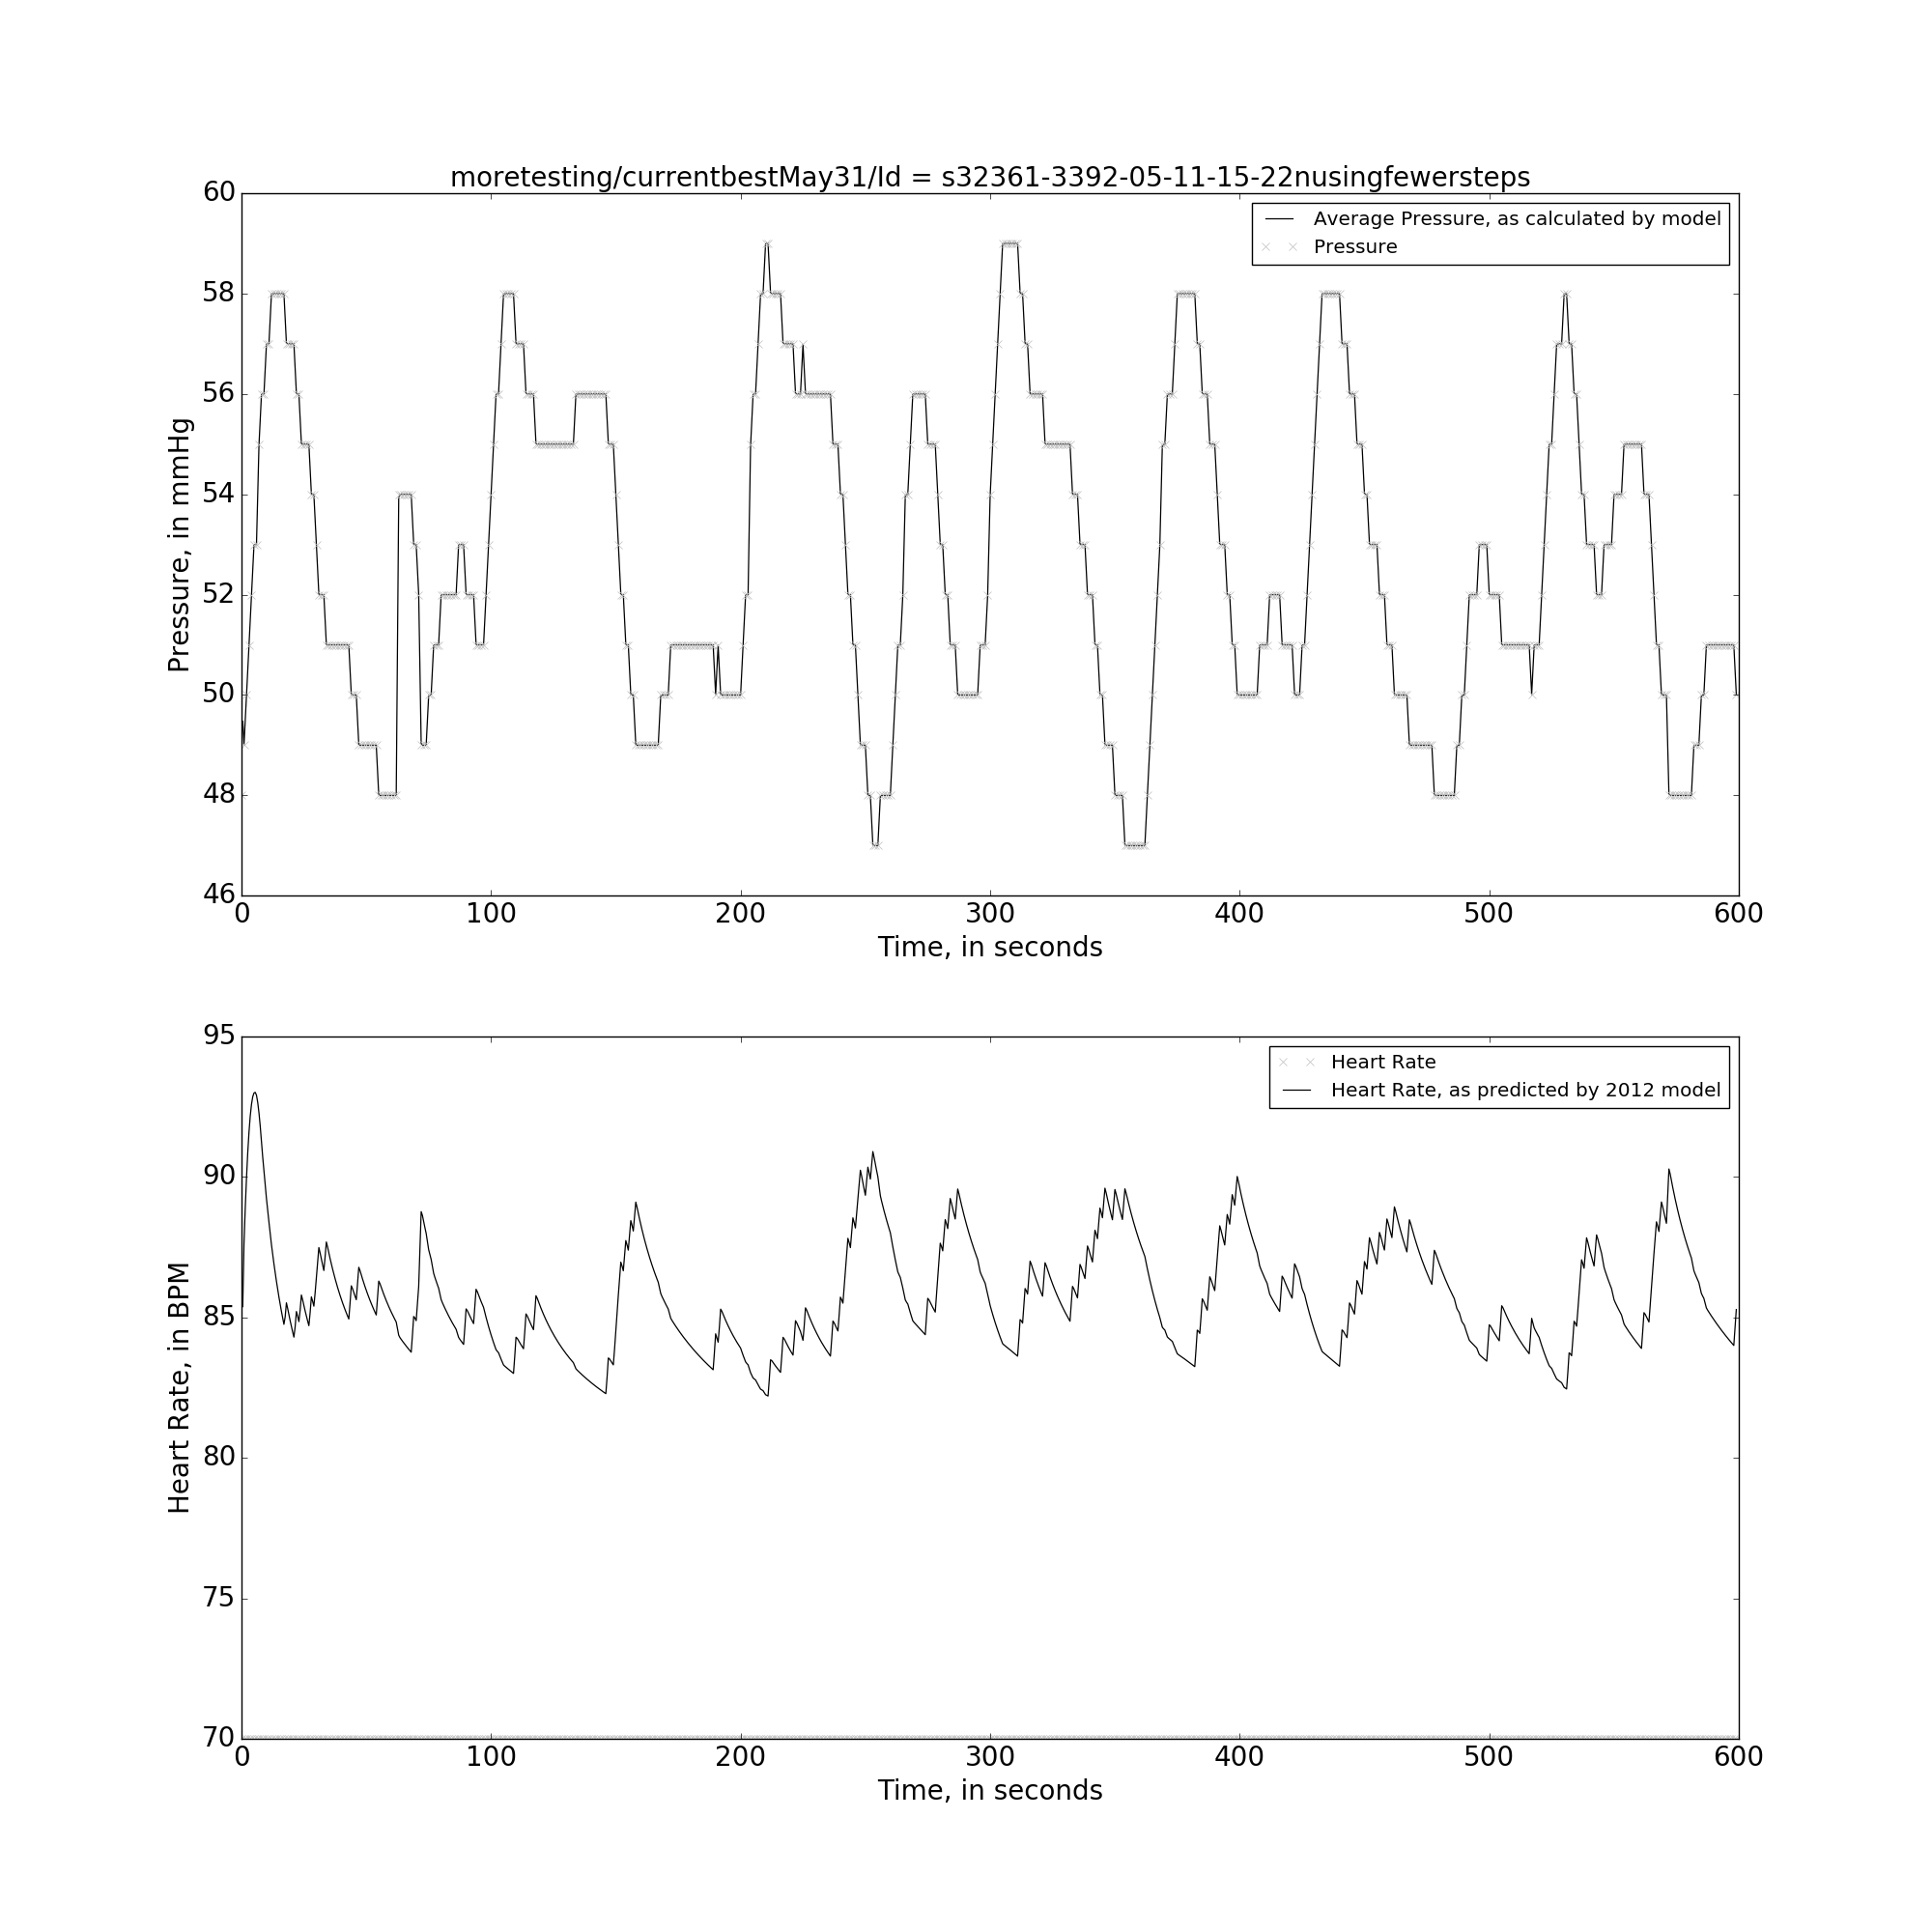 moretesting/currentbestMay31/Id = s32361-3392-05-11-15-22nusingfewersteps
60
58
56
54
52
50
48
46
Pressure, in mmHg
Average Pressure, as calculated by model
Pressure
0 100 200 300 400 500 600
Time, in seconds
95
90
85
80
75
70
Heart Rate, in BPM
Heart Rate
Heart Rate, as predicted by 2012 model
0 100 200 300 400 500 600
Time, in seconds